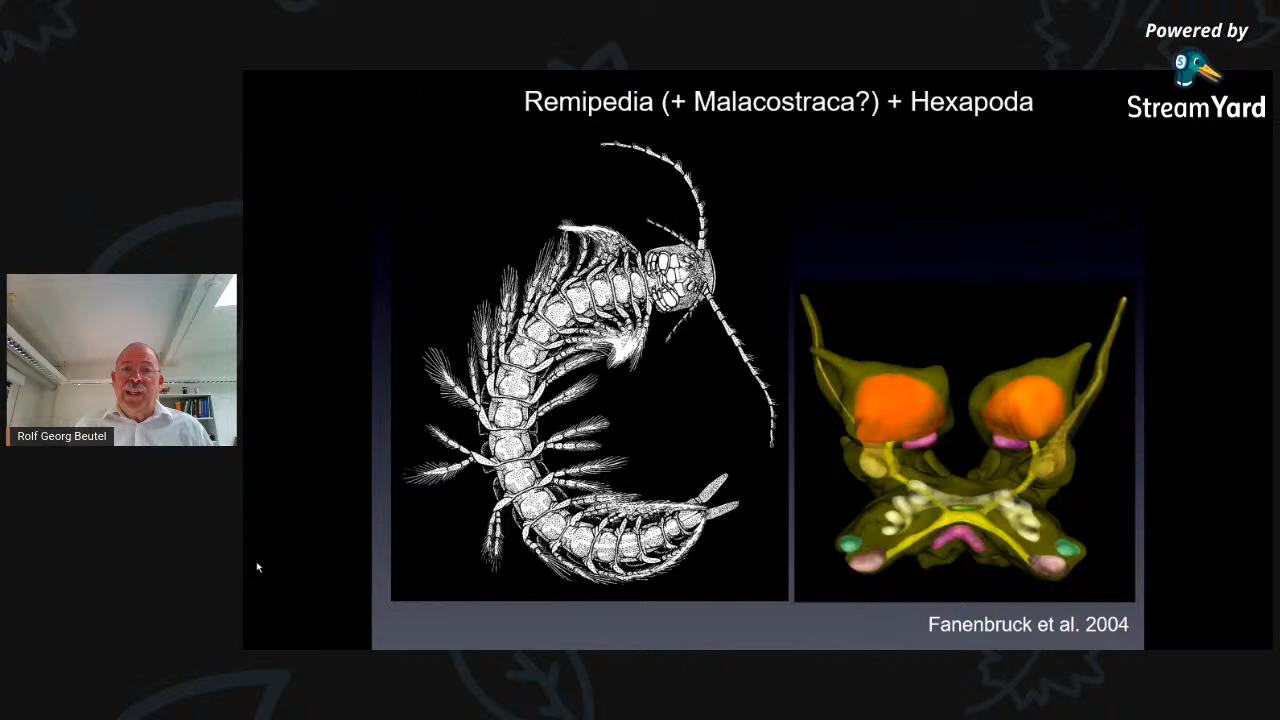 Powered by
StreamYard
Remipedia (+ Malacostraca?) + Hexapoda
Rolf Georg Beutel
Fanenbruck et al. 2004